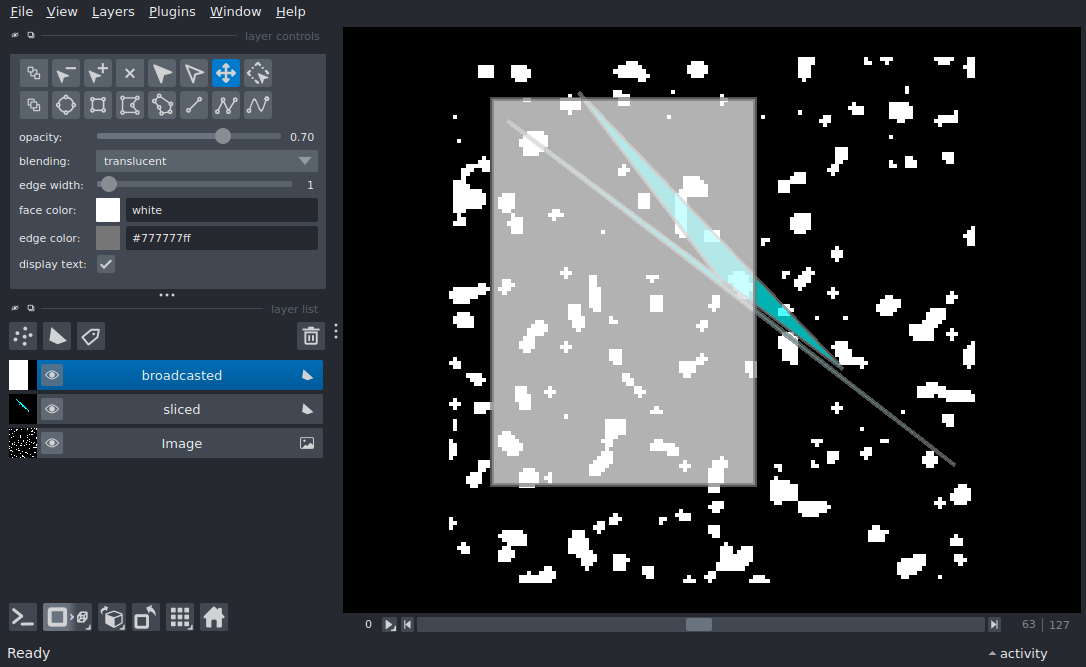 File View Layers Plugins Window Help
layer controls
opacity: 0.70
blending: translucent
edge width: 1
face color: white
edge color: #777777ff
display text:
layer list
broadcasted
sliced
Image
0 63 127
Ready activity